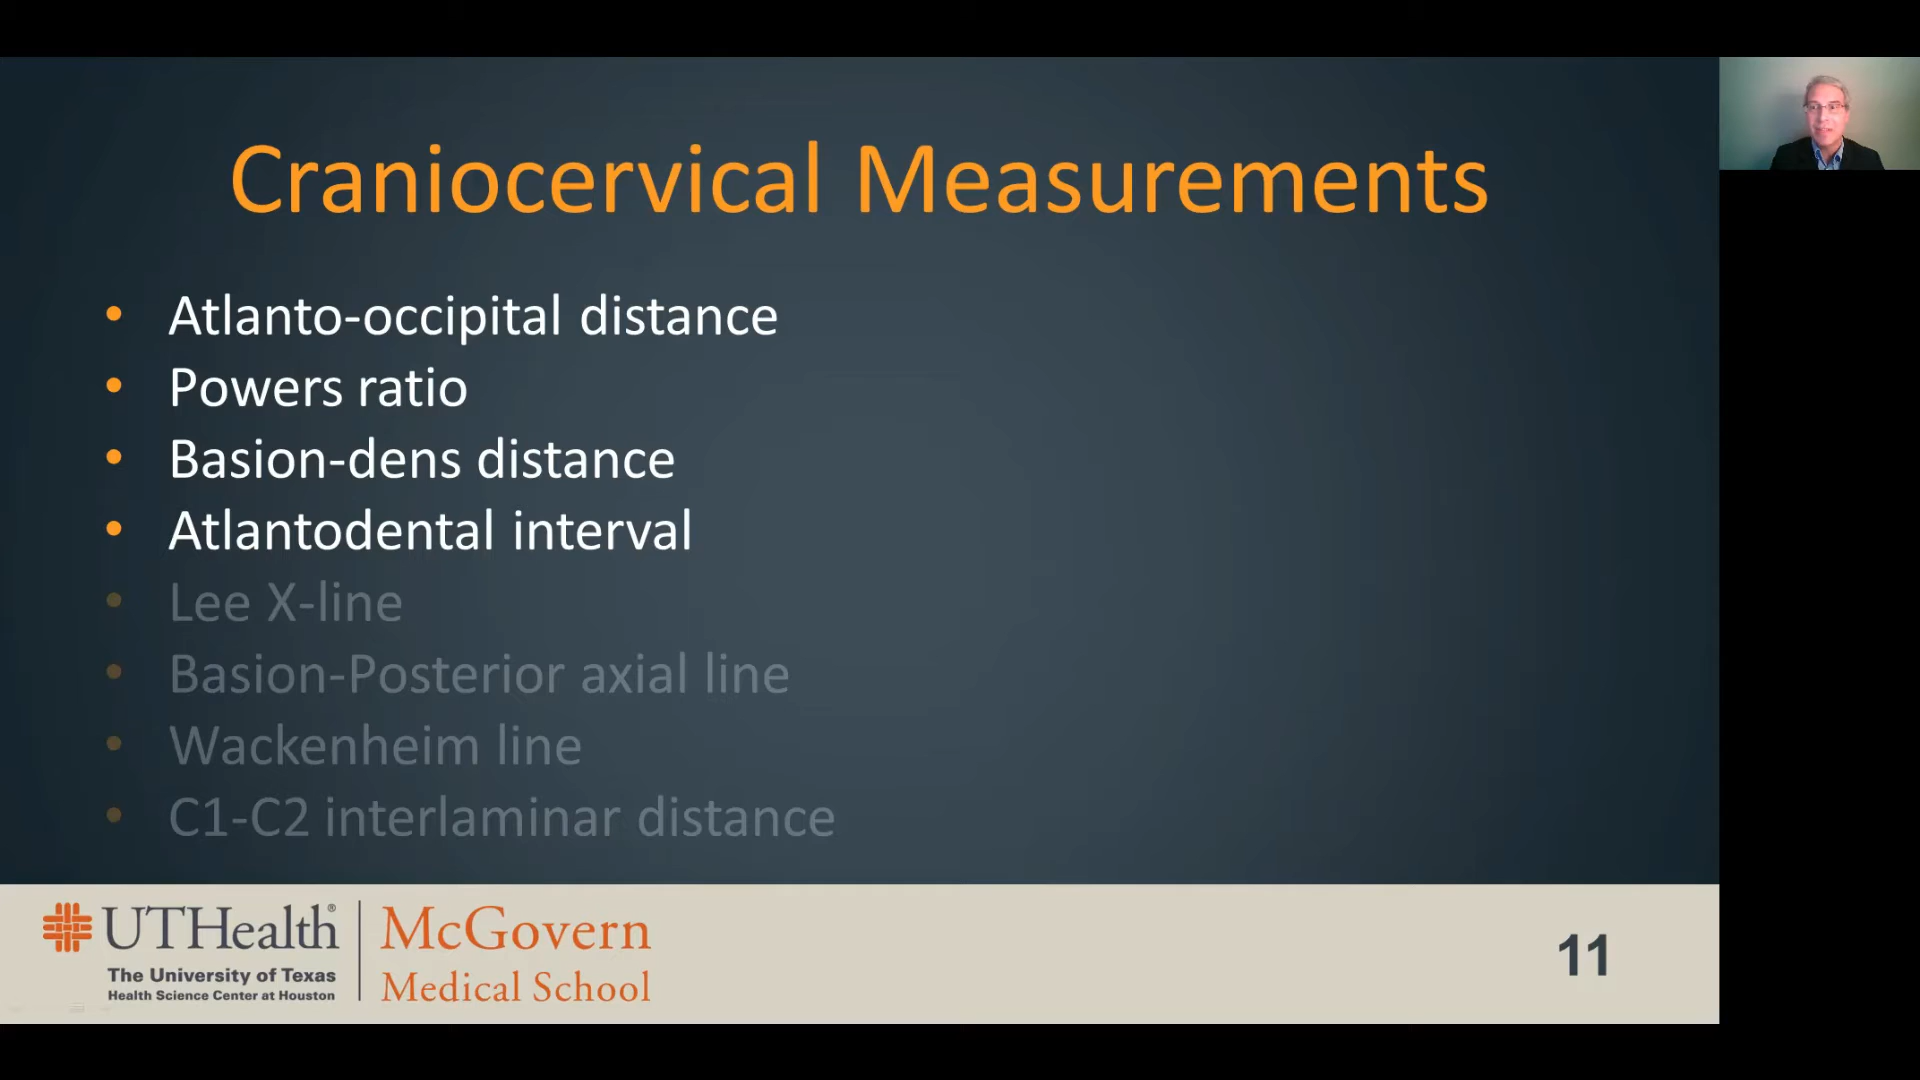 Craniocervical Measurements
• Atlanto-occipital distance
• Powers ratio
• Basion-dens distance
• Atlantodental interval
• Lee X-line
• Basion-Posterior axial line
• Wackenheim line
• C1-C2 interlaminar distance
UTHealth®
The University of Texas
Health Science Center at Houston
McGovern
Medical School
11